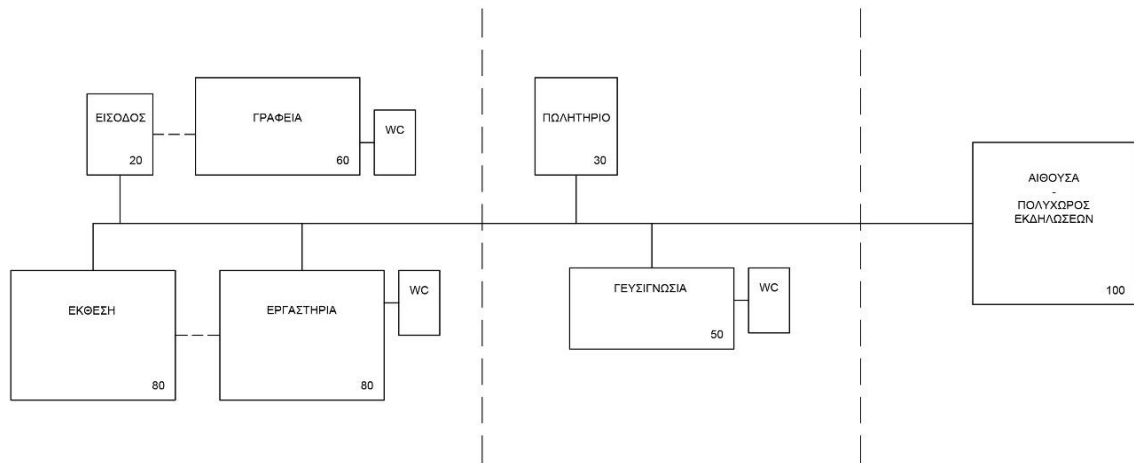 ΕΙΣΟΔΟΣ
20
ΓΡΑΦΕΙΑ
60
WC
ΠΩΛΗΤΗΡΙΟ
30
ΑΙΘΟΥΣΑ
-
ΠΟΛΥΧΩΡΟΣ
ΕΚΔΗΛΩΣΕΩΝ
100
ΕΚΘΕΣΗ
80
ΕΡΓΑΣΤΗΡΙΑ
80
WC
ΓΕΥΣΙΓΝΩΣΙΑ
50
WC